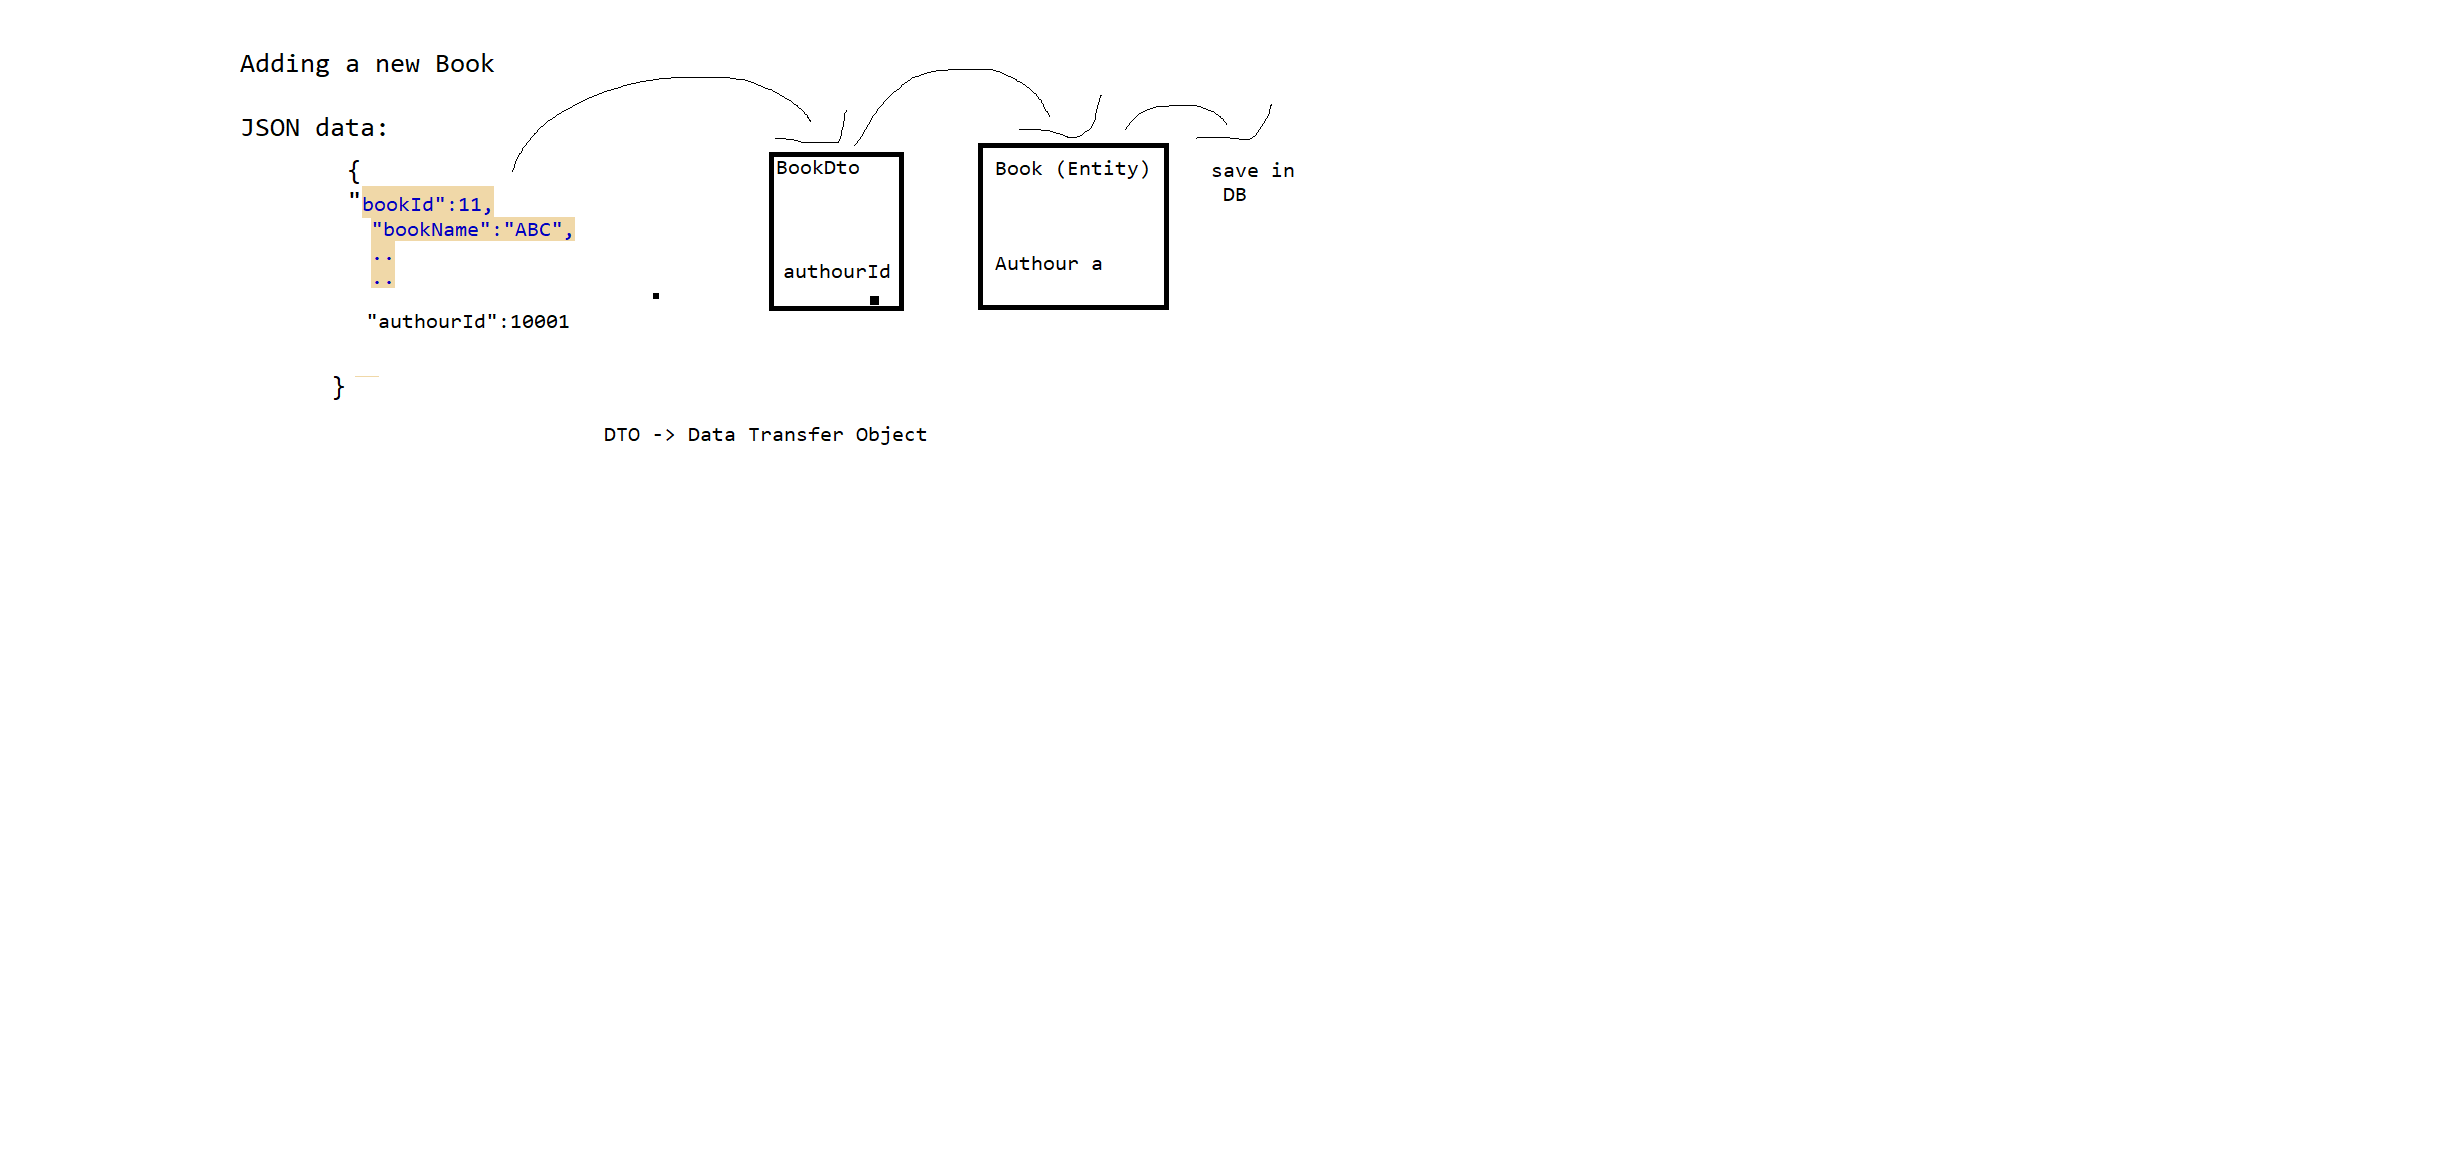 Adding a new Book
JSON data:
{
"bookId":11,
"bookName":"ABC",
..
..
"authourId":10001
}
BookDto
authourId
Book (Entity)
Authour a
save in
DB
DTO -> Data Transfer Object